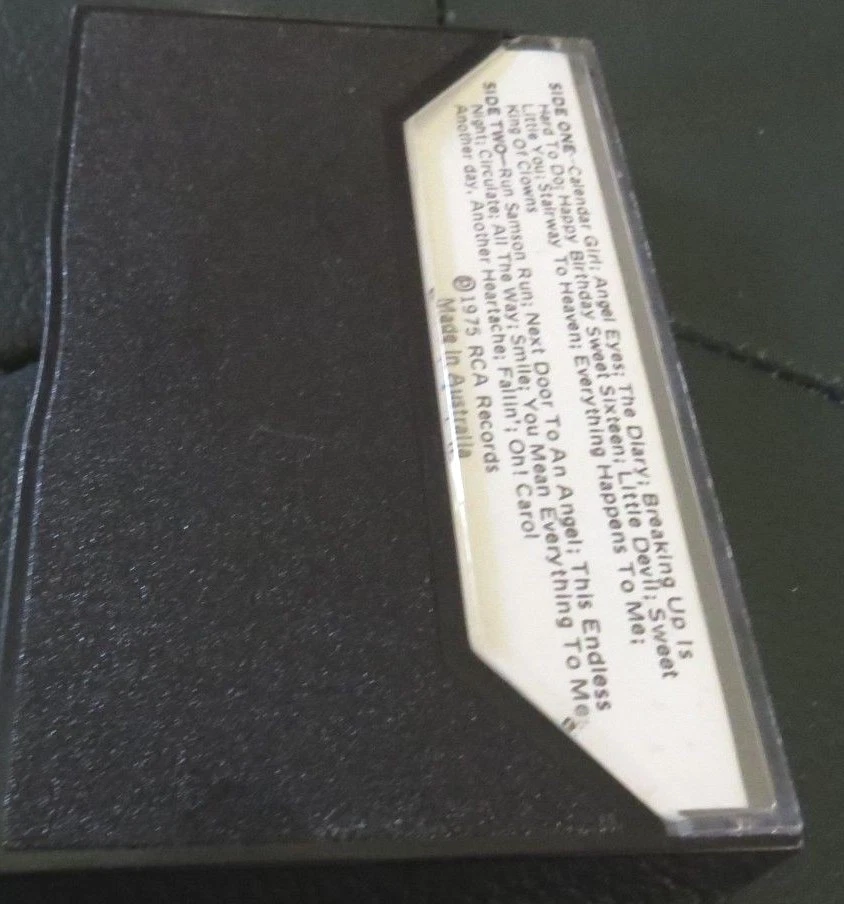 SIDE ONE—Calendar Girl; Angel Eyes; The Diary; Breaking Up Is
Hard To Do; Happy Birthday Sweet Sixteen; Little Devil; Sweet
Little You; Stairway To Heaven; Everything Happens To Me;
King Of Clowns
SIDE TWO—Run Samson Run; Next Door To An Angel; This Endless
Night; Circulate; All The Way; Smile; You Mean Everything To Me;
Another day, Another Heartache; Fallin'; Oh! Carol
Ⓟ1975 RCA Records
Made in Australia